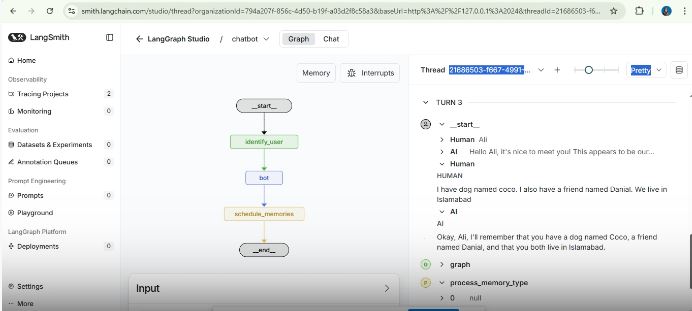 smith.langchain.com/studio/thread?organizationId=794a207f-856c-4d50-b19f-a03d2f8c58a3&baseUrl=http%3A%2F%2F127.0.0.1%3A2024&threadId=21686503-f6...
LangSmith
LangGraph Studio / chatbot
Graph
Chat
Home
Observability
Tracing Projects 2
Monitoring 0
Evaluation
Datasets & Experiments 0
Annotation Queues 0
Prompt Engineering
Prompts 0
Playground
LangGraph Platform
Deployments 0
Settings
More
Memory
Interrupts
__start__
identify_user
bot
schedule_memories
__end__
Input
Thread 21686503-f667-4991-...
Pretty
TURN 3
__start__
Human Ali
AI Hello Ali, it's nice to meet you! This appears to be our...
Human
HUMAN
I have dog named coco. I also have a friend named Danial. We live in
Islamabad
AI
AI
Okay, Ali, I'll remember that you have a dog named Coco, a friend
named Danial, and that you both live in Islamabad.
G graph
P process_memory_type
0 null